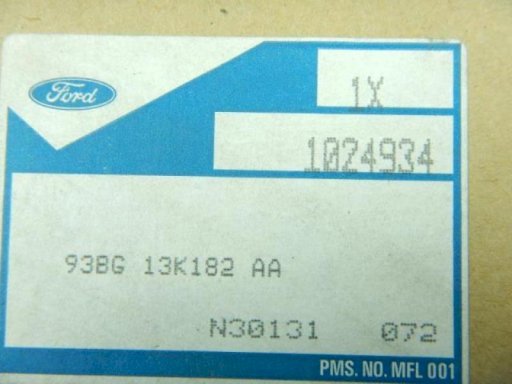 Ford
1X
1024934
93BG 13K182 AA
N30131 072
PMS. NO. MFL 001